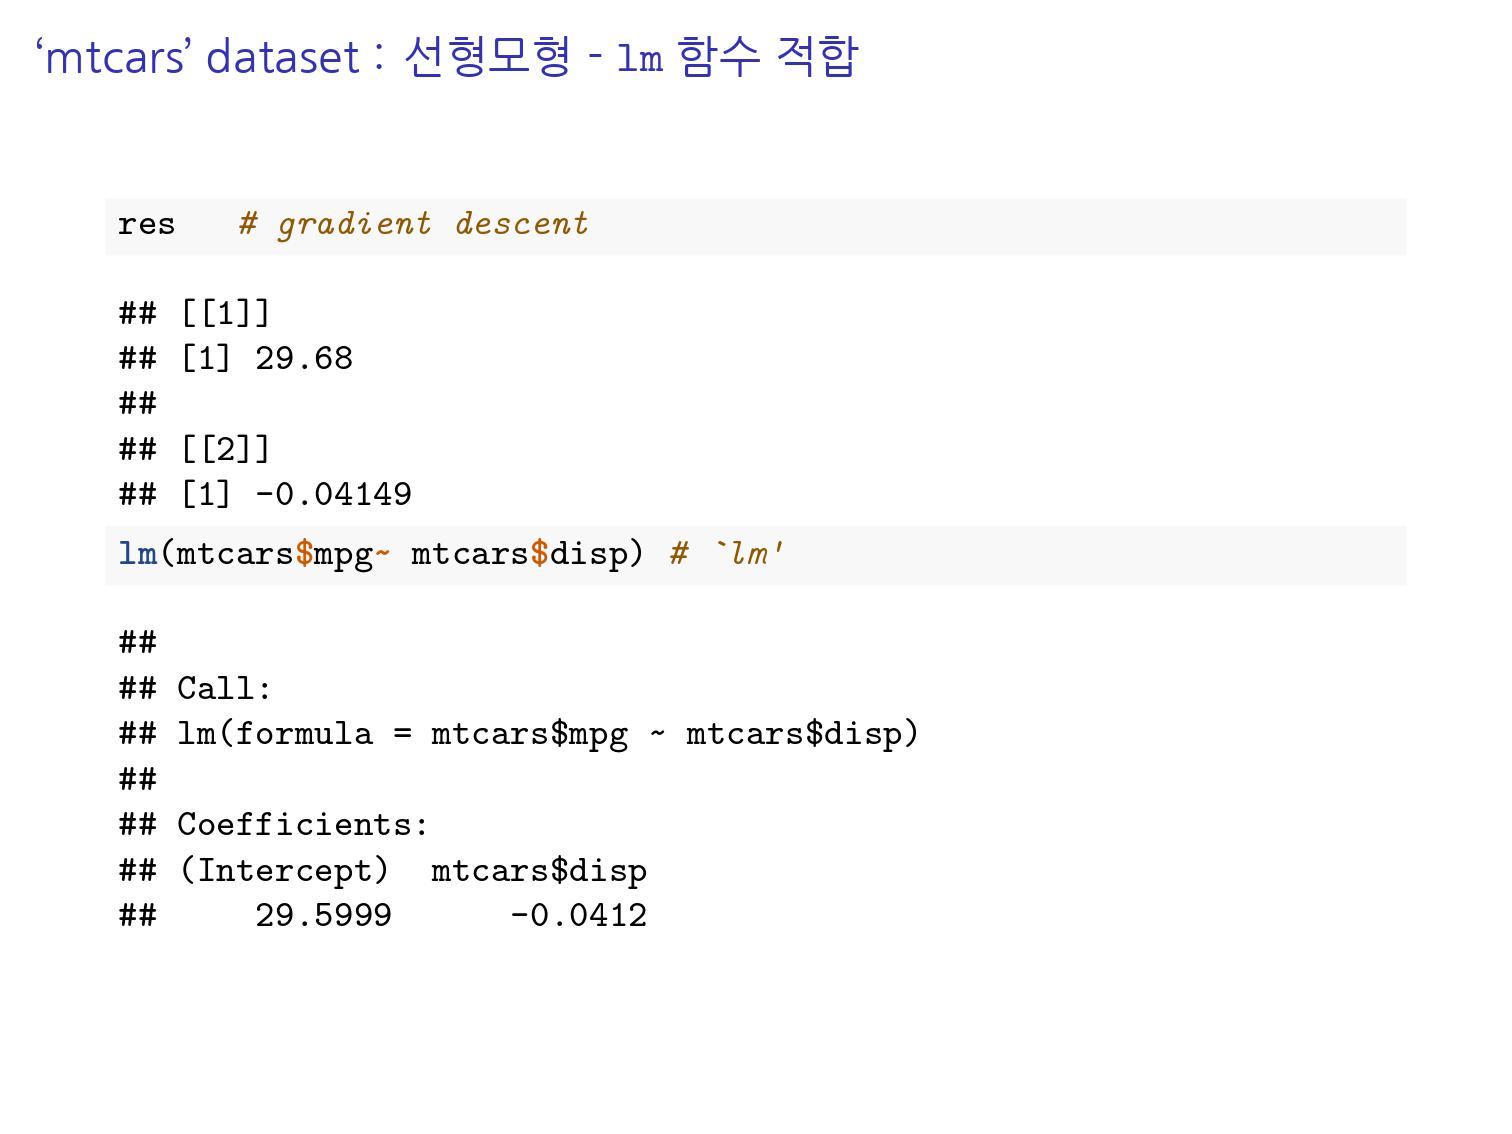 ‘mtcars’ dataset : 선형모형 - lm 함수 적합
res   # gradient descent
## [[1]]
## [1] 29.68
##
## [[2]]
## [1] -0.04149
lm(mtcars$mpg~ mtcars$disp) # `lm'
##
## Call:
## lm(formula = mtcars$mpg ~ mtcars$disp)
##
## Coefficients:
## (Intercept)  mtcars$disp
##     29.5999      -0.0412